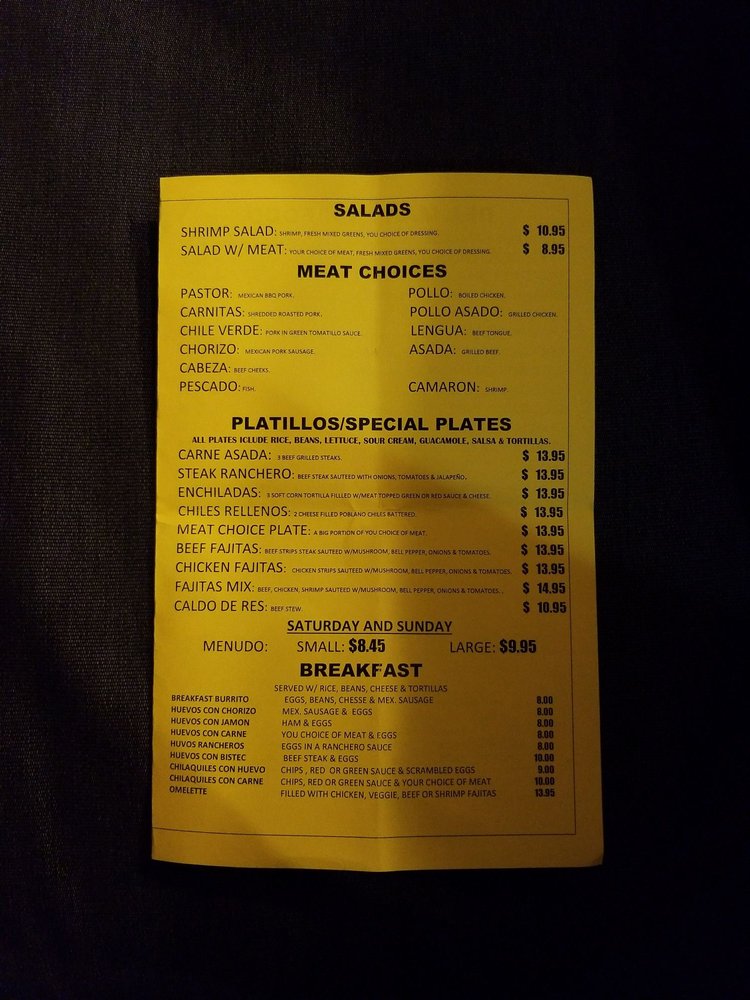 SALADS
SHRIMP SALAD: SHRIMP, FRESH MIXED GREENS, YOU CHOICE OF DRESSING. $ 10.95
SALAD W/ MEAT: YOUR CHOICE OF MEAT, FRESH MIXED GREENS, YOU CHOICE OF DRESSING. $ 8.95
MEAT CHOICES
PASTOR: MEXICAN BBQ PORK. POLLO: BOILED CHICKEN.
CARNITAS: SHREDDED ROASTED PORK. POLLO ASADO: GRILLED CHICKEN.
CHILE VERDE: PORK IN GREEN TOMATILLO SAUCE. LENGUA: BEEF TONGUE.
CHORIZO: MEXICAN PORK SAUSAGE. ASADA: GRILLED BEEF.
CABEZA: BEEF CHEEKS.
PESCADO: FISH. CAMARON: SHRIMP.
PLATILLOS/SPECIAL PLATES
ALL PLATES ICLUDE RICE, BEANS, LETTUCE, SOUR CREAM, GUACAMOLE, SALSA & TORTILLAS.
CARNE ASADA: 3 BEEF GRILLED STEAKS. $ 13.95
STEAK RANCHERO: BEEF STEAK SAUTEED WITH ONIONS, TOMATOES & JALAPEÑO. $ 13.95
ENCHILADAS: 3 SOFT CORN TORTILLA FILLLED W/MEAT TOPPED GREEN OR RED SAUCE & CHEESE. $ 13.95
CHILES RELLENOS: 2 CHEESE FILLED POBLANO CHILES BATTERED. $ 13.95
MEAT CHOICE PLATE: A BIG PORTION OF YOU CHOICE OF MEAT. $ 13.95
BEEF FAJITAS: BEEF STRIPS STEAK SAUTEED W/MUSHROOM, BELL PEPPER, ONIONS & TOMATOES. $ 13.95
CHICKEN FAJITAS: CHICKEN STRIPS SAUTEED W/MUSHROOM, BELL PEPPER, ONIONS & TOMATOES. $ 13.95
FAJITAS MIX: BEEF, CHICKEN, SHRIMP SAUTEED W/MUSHROOM, BELL PEPPER, ONIONS & TOMATOES. . $ 14.95
CALDO DE RES: BEEF STEW. $ 10.95
SATURDAY AND SUNDAY
MENUDO: SMALL: $8.45 LARGE: $9.95
BREAKFAST
SERVED W/ RICE, BEANS, CHEESE & TORTILLAS
BREAKFAST BURRITO EGGS, BEANS, CHESSE & MEX. SAUSAGE 8.00
HUEVOS CON CHORIZO MEX. SAUSAGE & EGGS 8.00
HUEVOS CON JAMON HAM & EGGS 8.00
HUEVOS CON CARNE YOU CHOICE OF MEAT & EGGS 8.00
HUVOS RANCHEROS EGGS IN A RANCHERO SAUCE 8.00
HUEVOS CON BISTEC BEEF STEAK & EGGS 10.00
CHILAQUILES CON HUEVO CHIPS , RED OR GREEN SAUCE & SCRAMBLED EGGS 9.00
CHILAQUILES CON CARNE CHIPS, RED OR GREEN SAUCE & YOUR CHOICE OF MEAT 10.00
OMELETTE FILLED WITH CHICKEN, VEGGIE, BEEF OR SHRIMP FAJITAS 13.95